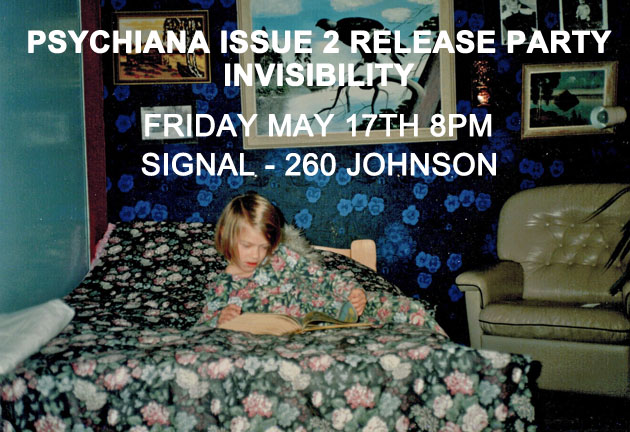 PSYCHIANA ISSUE 2 RELEASE PARTY
INVISIBILITY
FRIDAY MAY 17TH 8PM
SIGNAL - 260 JOHNSON